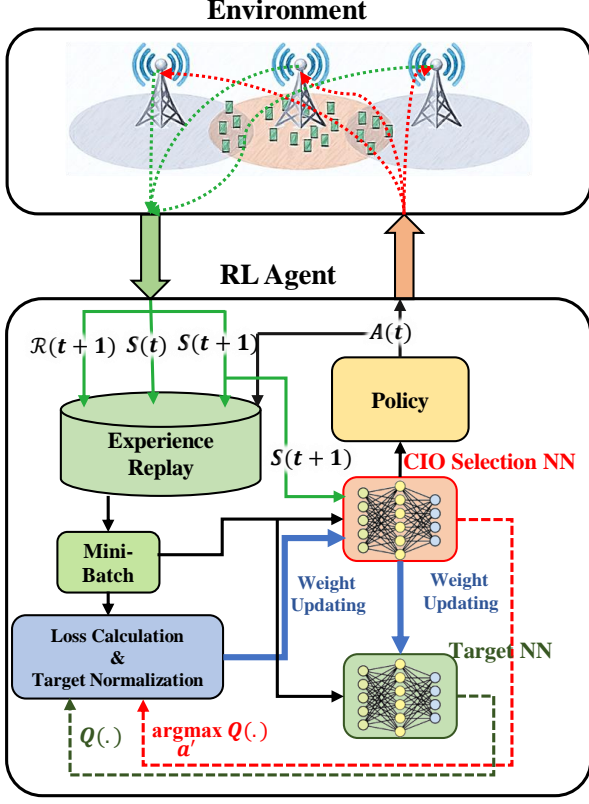 Environment
RL Agent
ℛ(t + 1) S(t) S(t + 1)
A(t)
Policy
Experience
Replay
S(t + 1)
CIO Selection NN
Mini-
Batch
Weight
Updating
Weight
Updating
Loss Calculation
&
Target Normalization
Target NN
Q(.)
argmax Q(.)
a′